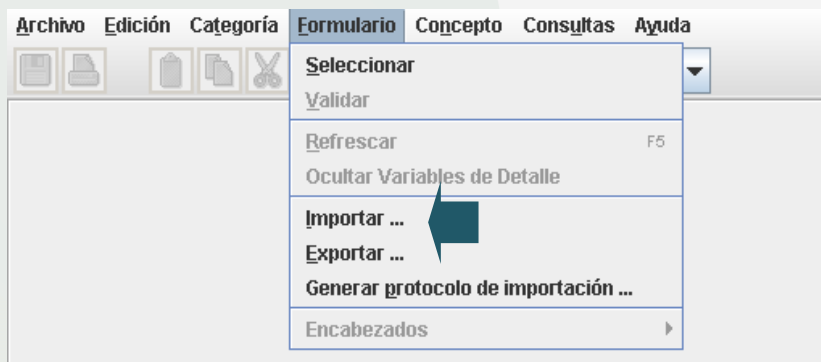 Archivo Edición Categoría Formulario Concepto Consultas Ayuda
Seleccionar
Validar
Refrescar F5
Ocultar Variables de Detalle
Importar ...
Exportar ...
Generar protocolo de importación ...
Encabezados